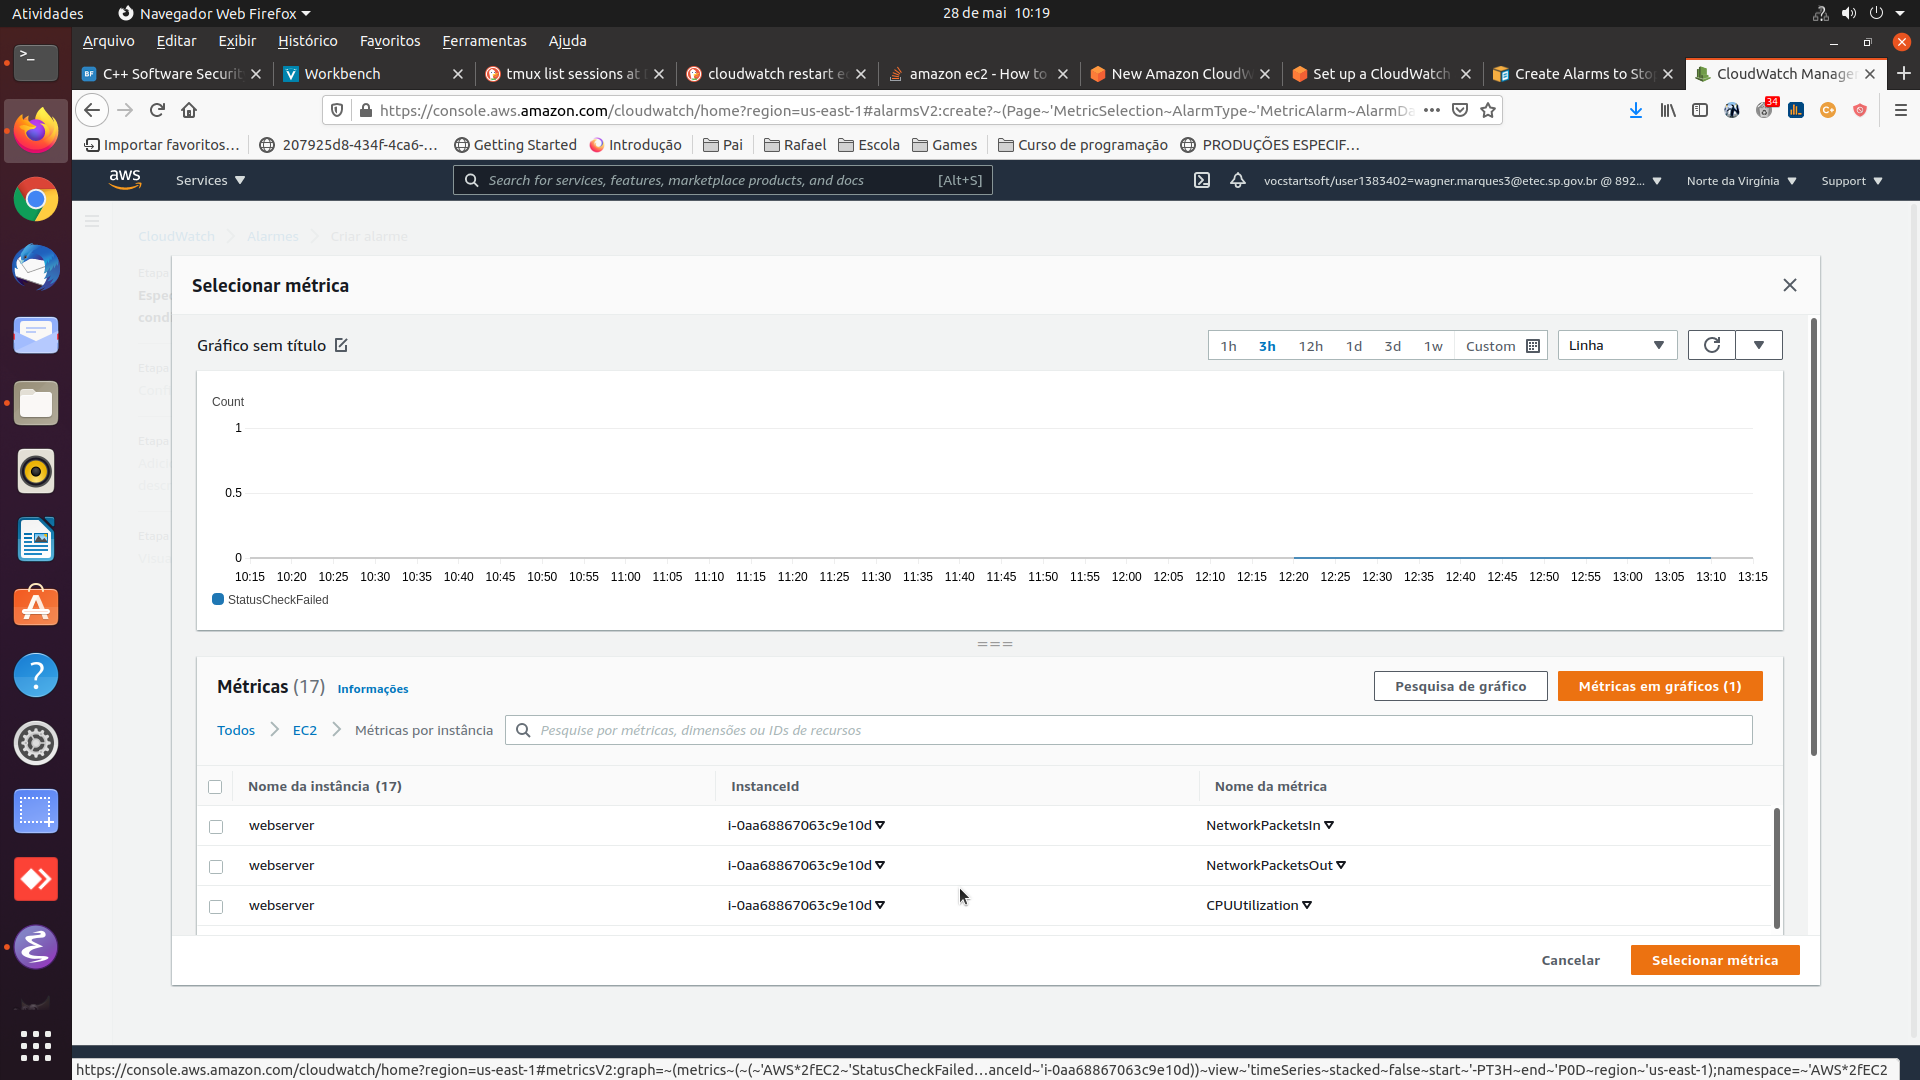 Atividades
Navegador Web Firefox
28 de mai 10:19
Arquivo Editar Exibir Histórico Favoritos Ferramentas Ajuda
BF C++ Software Securit
Workbench
tmux list sessions at
cloudwatch restart e
amazon ec2 - How to
New Amazon CloudW
Set up a CloudWatch
Create Alarms to Sto
CloudWatch Manage
https://console.aws.amazon.com/cloudwatch/home?region=us-east-1#alarmsV2:create?~(Page~'MetricSelection~AlarmType~'MetricAlarm~AlarmDa
34
Importar favoritos...
207925d8-434f-4ca6-...
Getting Started
Introdução
Pai
Rafael
Escola
Games
Curso de programação
PRODUÇÕES ESPECIF...
aws
Services
Search for services, features, marketplace products, and docs [Alt+S]
vocstartsoft/user1383402=wagner.marques3@etec.sp.gov.br @ 892...
Norte da Virgínia
Support
CloudWatch Alarmes Criar alarme
Etapa
Espe
cond
Etapa
Confi
Etapa
Adici
descr
Etapa
Selecionar métrica
Gráfico sem título
1h 3h 12h 1d 3d 1w Custom
Linha
Count
1
0.5
0
10:15 10:20 10:25 10:30 10:35 10:40 10:45 10:50 10:55 11:00 11:05 11:10 11:15 11:20 11:25 11:30 11:35 11:40 11:45 11:50 11:55 12:00 12:05 12:10 12:15 12:20 12:25 12:30 12:35 12:40 12:45 12:50 12:55 13:00 13:05 13:10 13:15
StatusCheckFailed
Métricas (17) Informações
Pesquisa de gráfico
Métricas em gráficos (1)
Todos EC2 Métricas por instância
Pesquise por métricas, dimensões ou IDs de recursos
Nome da instância (17) InstanceId Nome da métrica
webserver i-0aa68867063c9e10d NetworkPacketsIn
webserver i-0aa68867063c9e10d NetworkPacketsOut
webserver i-0aa68867063c9e10d CPUUtilization
Cancelar
Selecionar métrica
https://console.aws.amazon.com/cloudwatch/home?region=us-east-1#metricsV2:graph=~(metrics~(~(~'AWS*2fEC2~'StatusCheckFailed...anceId~'i-0aa68867063c9e10d))~view~'timeSeries~stacked~false~start~'-PT3H~end~'P0D~region~'us-east-1);namespace=~'AWS*2fEC2